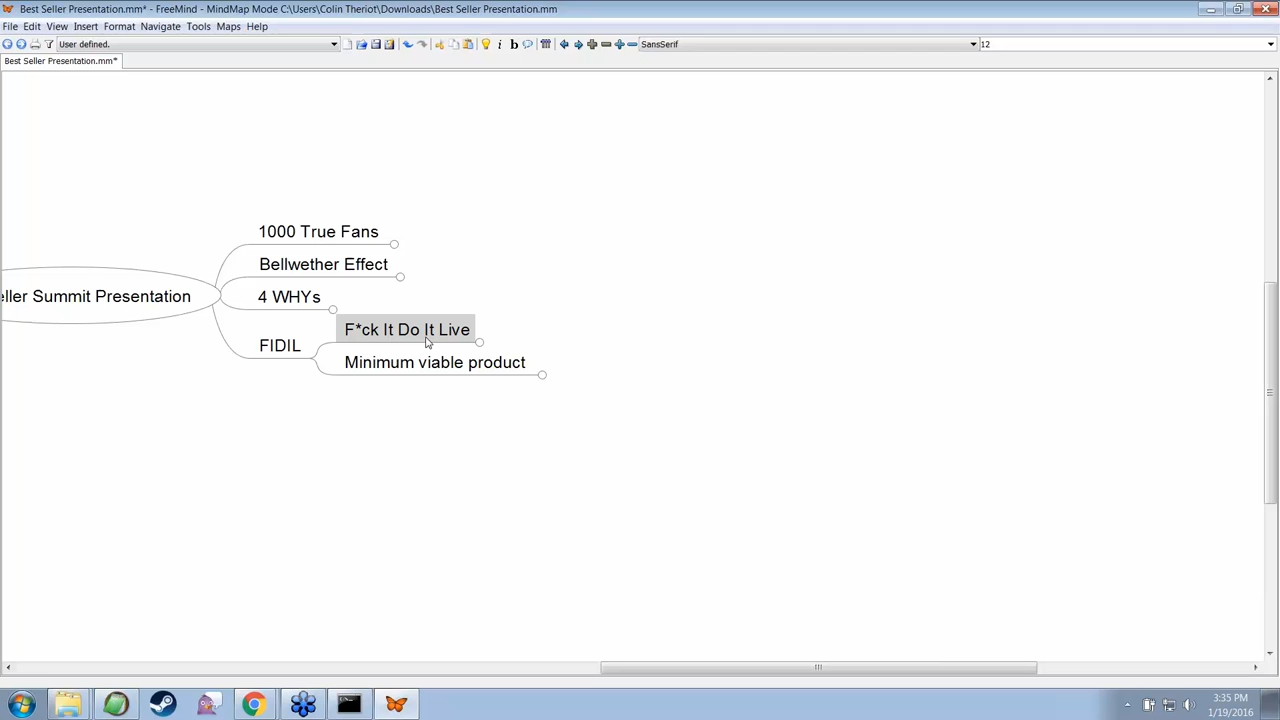 Best Seller Presentation.mm* - FreeMind - MindMap Mode C:\Users\Colin Theriot\Downloads\Best Seller Presentation.mm
File Edit View Insert Format Navigate Tools Maps Help
User defined. SansSerif 12
Best Seller Presentation.mm*
1000 True Fans
Bellwether Effect
eller Summit Presentation
4 WHYs
F*ck It Do It Live
FIDIL
Minimum viable product
3:35 PM
1/19/2016